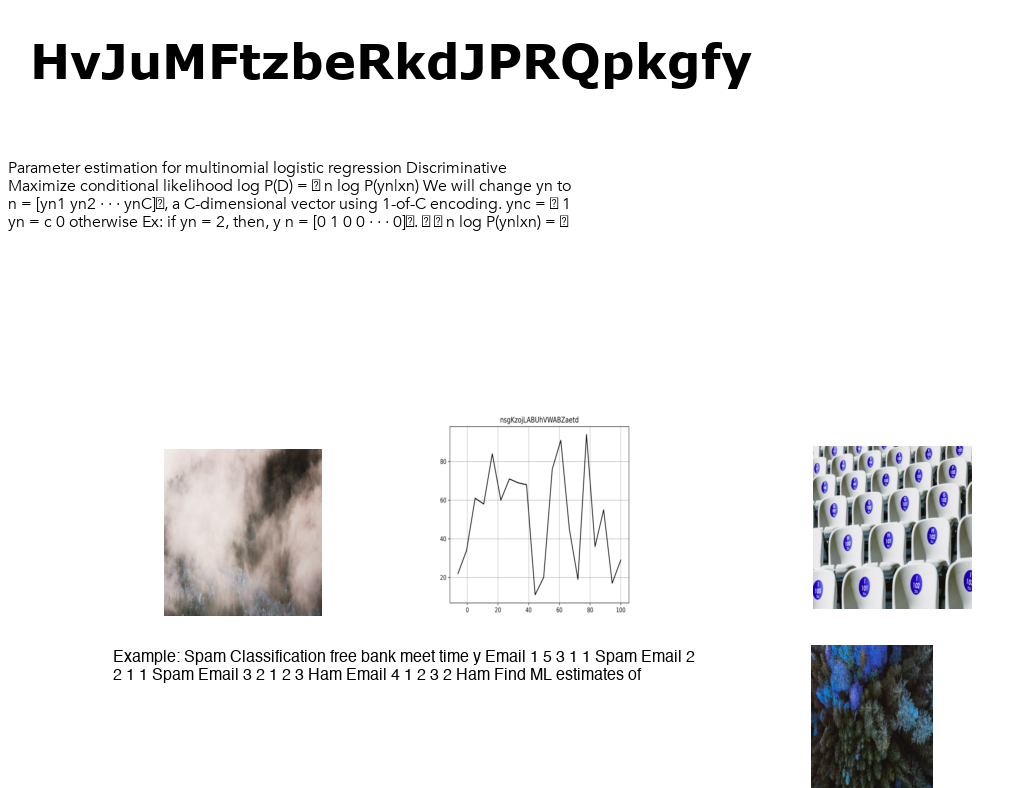 HvJuMFtzbeRkdJPRQpkgfy
Parameter estimation for multinomial logistic regression Discriminative
Maximize conditional likelihood log P(D) = n log P(yn|xn) We will change yn to
n = [yn1 yn2 · · · ynC], a C-dimensional vector using 1-of-C encoding. ync = 1
yn = c 0 otherwise Ex: if yn = 2, then, y n = [0 1 0 0 · · · 0]. n log P(yn|xn) =
nsgKzojLABUhVWABZaetd
80
60
40
20
0 20 40 60 80 100
Example: Spam Classification free bank meet time y Email 1 5 3 1 1 Spam Email 2
2 1 1 Spam Email 3 2 1 2 3 Ham Email 4 1 2 3 2 Ham Find ML estimates of